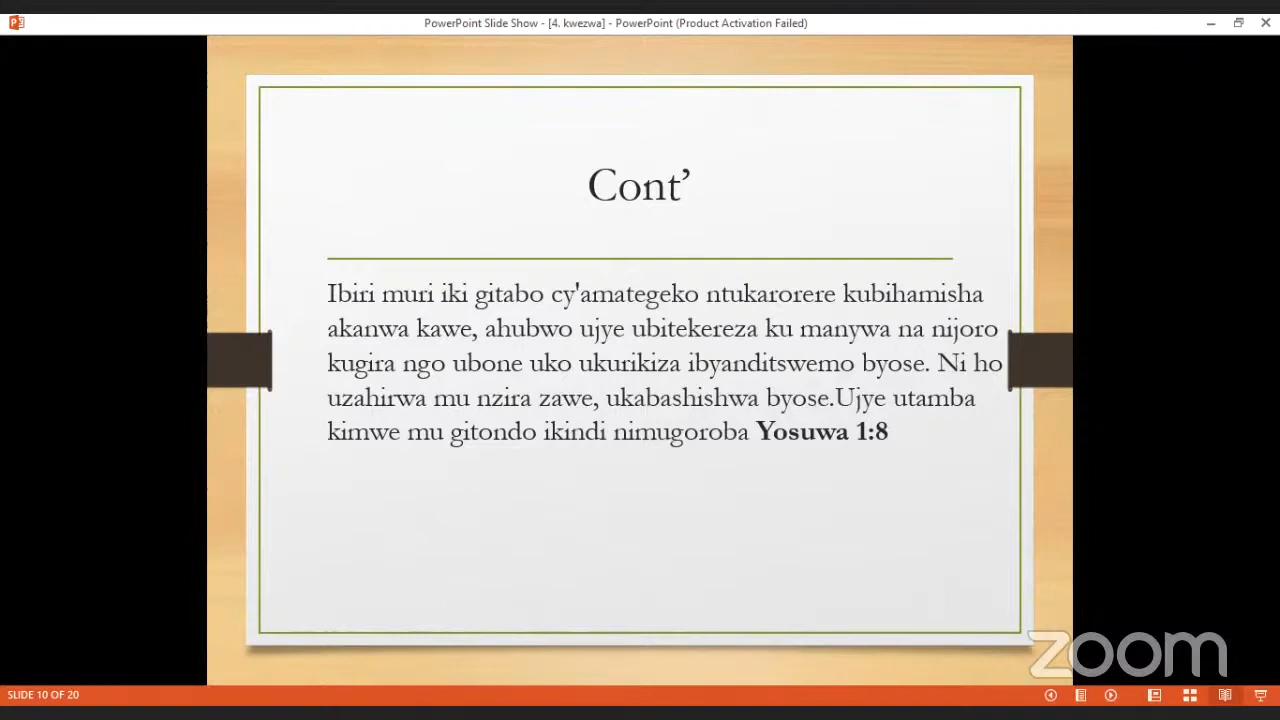 PowerPoint Slide Show - [4. kwezwa] - PowerPoint (Product Activation Failed)
Cont’
Ibiri muri iki gitabo cy'amategeko ntukarorere kubihamisha
akanwa kawe, ahubwo ujye ubitekereza ku manywa na nijoro
kugira ngo ubone uko ukurikiza ibyanditswemo byose. Ni ho
uzahirwa mu nzira zawe, ukabashishwa byose.Ujye utamba
kimwe mu gitondo ikindi nimugoroba Yosuwa 1:8
zoom
SLIDE 10 OF 20